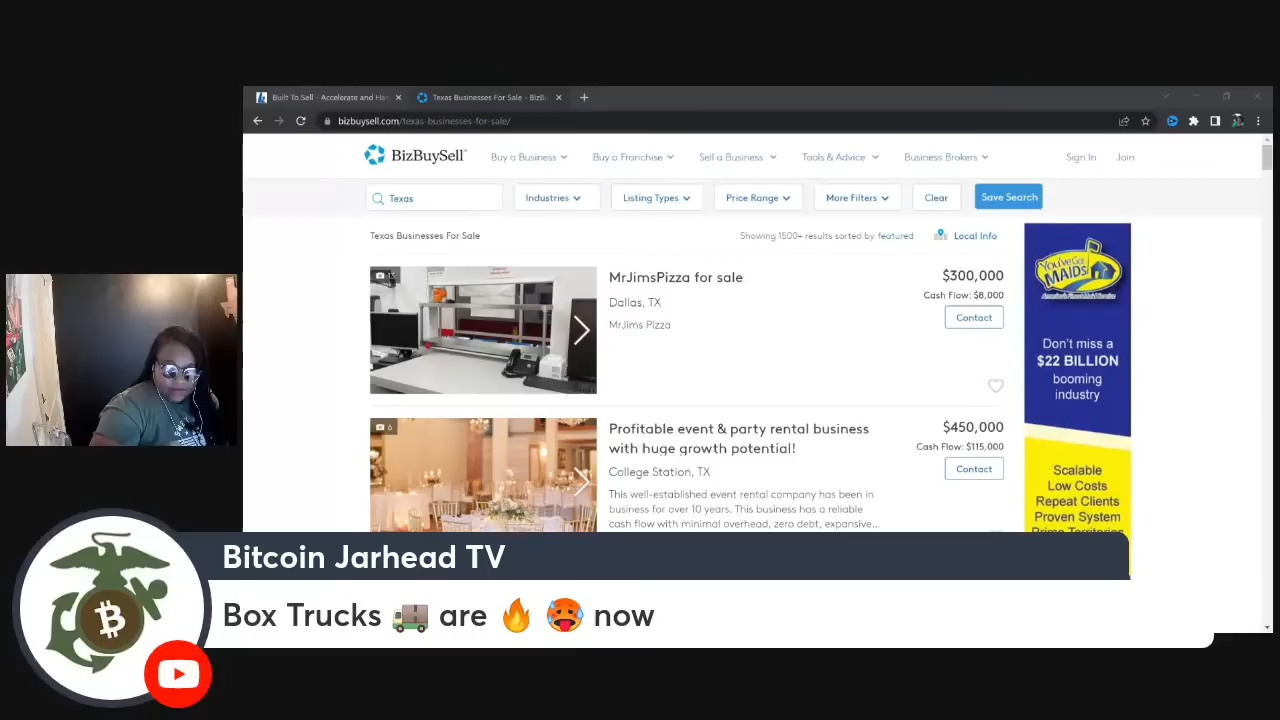 Built To Sell - Accelerate and Har
Texas Businesses For Sale - BizBu
bizbuysell.com/texas-businesses-for-sale/
BizBuySell
Buy a Business
Buy a Franchise
Sell a Business
Tools & Advice
Business Brokers
Sign In
Join
Texas
Industries
Listing Types
Price Range
More Filters
Clear
Save Search
Texas Businesses For Sale
Showing 1500+ results sorted by featured
Local Info
MrJimsPizza for sale
$300,000
Cash Flow: $8,000
Dallas, TX
Contact
MrJims Pizza
6
Profitable event & party rental business
with huge growth potential!
$450,000
Cash Flow: $115,000
College Station, TX
Contact
This well-established event rental company has been in
business for over 10 years. This business has a reliable
cash flow with minimal overhead, zero debt, expansive...
You've Got
MAIDS
Don't miss a
$22 BILLION
booming
industry
Scalable
Low Costs
Repeat Clients
Proven System
Prime Territories
Bitcoin Jarhead TV
Box Trucks 🚚 are 🔥 🥵 now